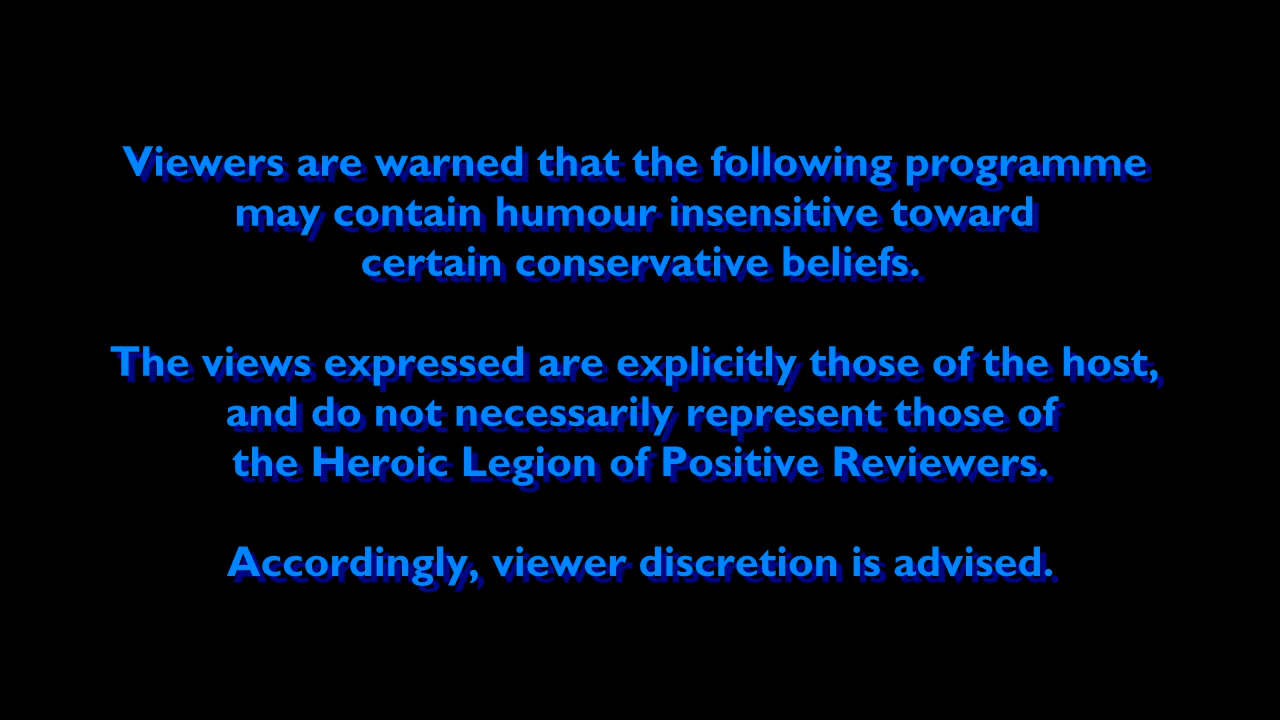 Viewers are warned that the following programme
may contain humour insensitive toward
certain conservative beliefs.
The views expressed are explicitly those of the host,
and do not necessarily represent those of
the Heroic Legion of Positive Reviewers.
Accordingly, viewer discretion is advised.